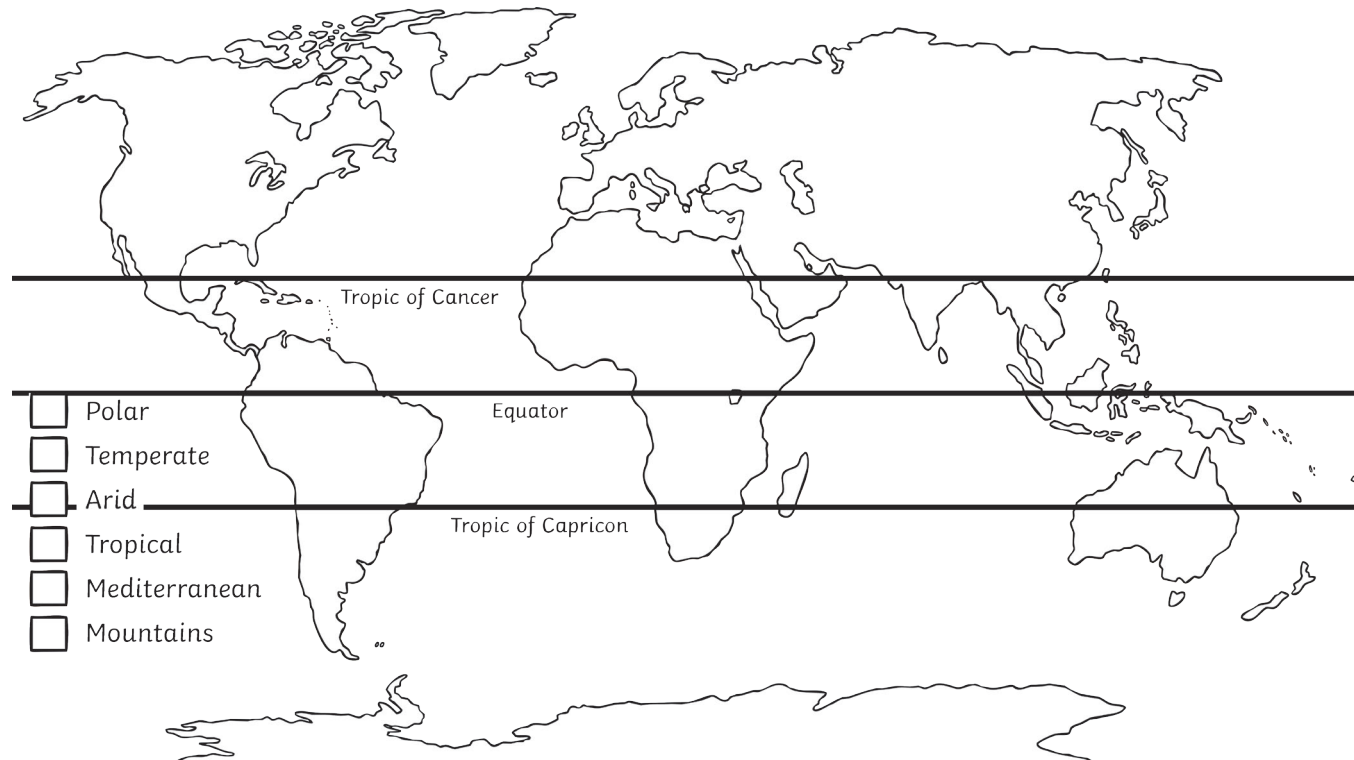 Tropic of Cancer
Equator
Polar
Temperate
Arid
Tropic of Capricon
Tropical
Mediterranean
Mountains